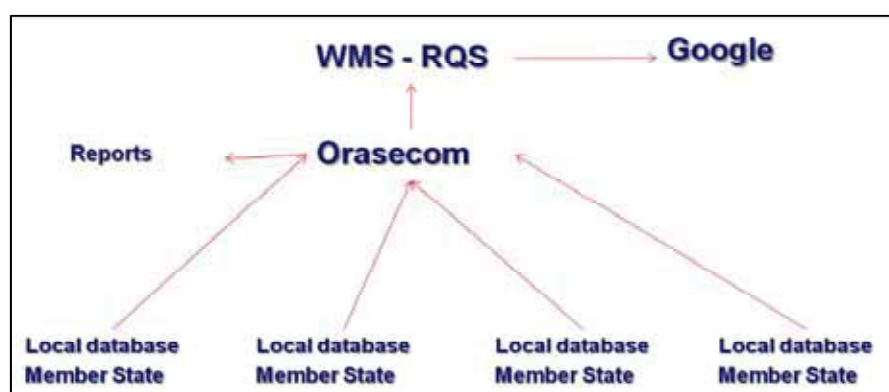 WMS - RQS
Google
Reports
Orasecom
Local database
Member State
Local database
Member State
Local database
Member State
Local database
Member State